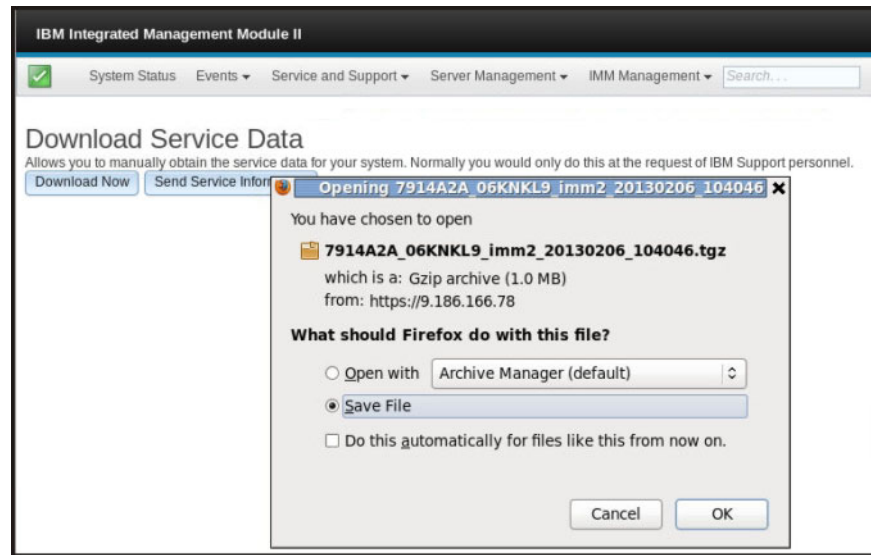 IBM Integrated Management Module II
System Status Events Service and Support Server Management IMM Management Search...
Download Service Data
Allows you to manually obtain the service data for your system. Normally you would only do this at the request of IBM Support personnel.
Download Now Send Service Infor
Opening 7914A2A_06KNKL9_imm2_20130206_104046
You have chosen to open
7914A2A_06KNKL9_imm2_20130206_104046.tgz
which is a: Gzip archive (1.0 MB)
from: https://9.186.166.78
What should Firefox do with this file?
Open with Archive Manager (default)
Save File
Do this automatically for files like this from now on.
Cancel OK